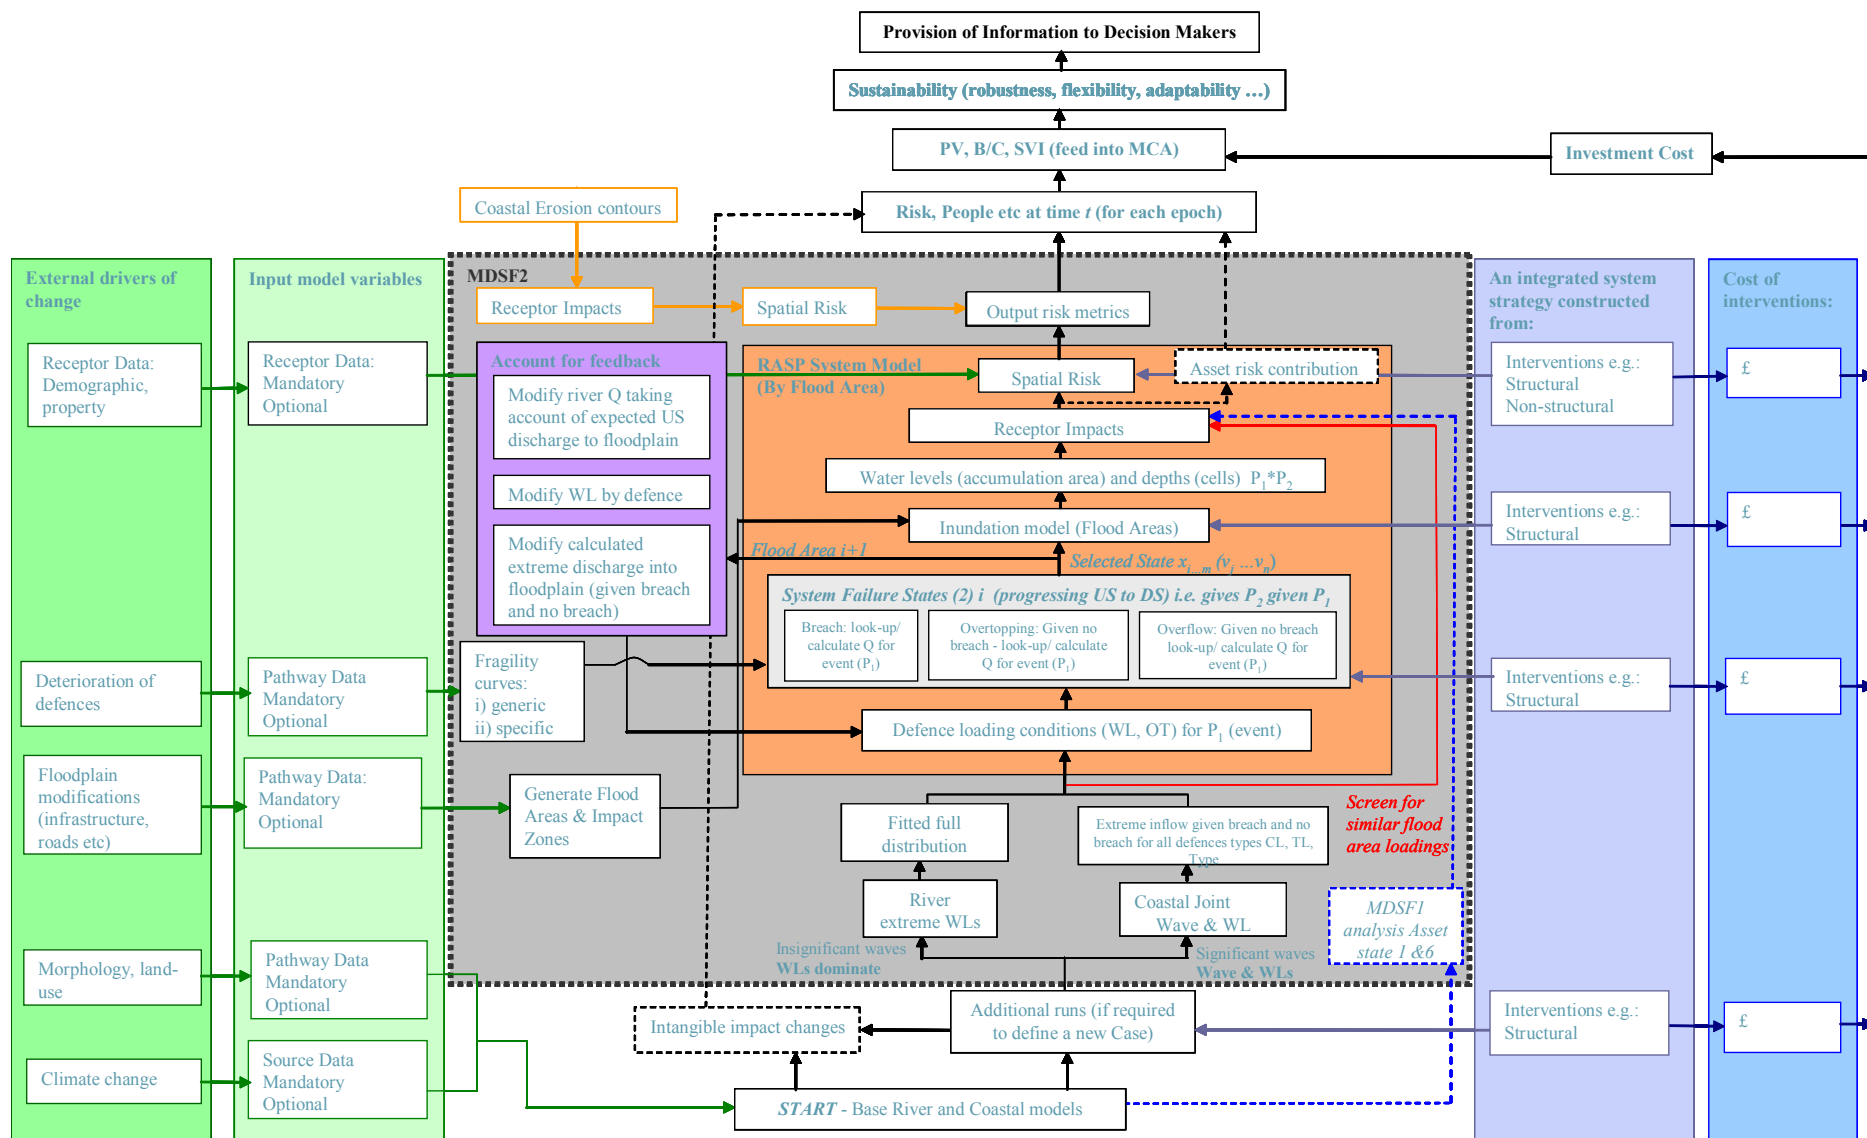 Provision of Information to Decision Makers
Sustainability (robustness, flexibility, adaptability …)
PV, B/C, SVI (feed into MCA)
Investment Cost
Coastal Erosion contours
Risk, People etc at time t (for each epoch)
External drivers of
change
Input model variables
MDSF2
An integrated system
strategy constructed
from:
Cost of
interventions:
Receptor Impacts
Spatial Risk
Output risk metrics
Receptor Data:
Demographic,
property
Receptor Data:
Mandatory
Optional
Account for feedback
Modify river Q taking
account of expected US
discharge to floodplain
Modify WL by defence
Modify calculated
extreme discharge into
floodplain (given breach
and no breach)
RASP System Model
(By Flood Area)
Spatial Risk
Asset risk contribution
Interventions e.g.:
Structural
Non-structural
£
Receptor Impacts
Water levels (accumulation area) and depths (cells) P1*P2
Inundation model (Flood Areas)
Interventions e.g.:
Structural
£
Flood Area i+1
Selected State xi...m (vi ...vn)
System Failure States (2) i (progressing US to DS) i.e. gives P2 given P1
Breach: look-up/
calculate Q for
event (P1)
Overtopping: Given no
breach - look-up/ calculate
Q for event (P1)
Overflow: Given no breach
look-up/ calculate Q for
event (P1)
Deterioration of
defences
Pathway Data
Mandatory
Optional
Fragility
curves:
i) generic
ii) specific
Interventions e.g.:
Structural
£
Defence loading conditions (WL, OT) for P1 (event)
Floodplain
modifications
(infrastructure,
roads etc)
Pathway Data:
Mandatory
Optional
Generate Flood
Areas & Impact
Zones
Fitted full
distribution
Extreme inflow given breach and no
breach for all defences types CL, TL,
Type
Screen for
similar flood
area loadings
River
extreme WLs
Coastal Joint
Wave & WL
MDSF1
analysis Asset
state 1 &6
Insignificant waves
WLs dominate
Significant waves
Wave & WLs
Morphology, land-
use
Pathway Data
Mandatory
Optional
Intangible impact changes
Additional runs (if required
to define a new Case)
Interventions e.g.:
Structural
£
Climate change
Source Data
Mandatory
Optional
START - Base River and Coastal models